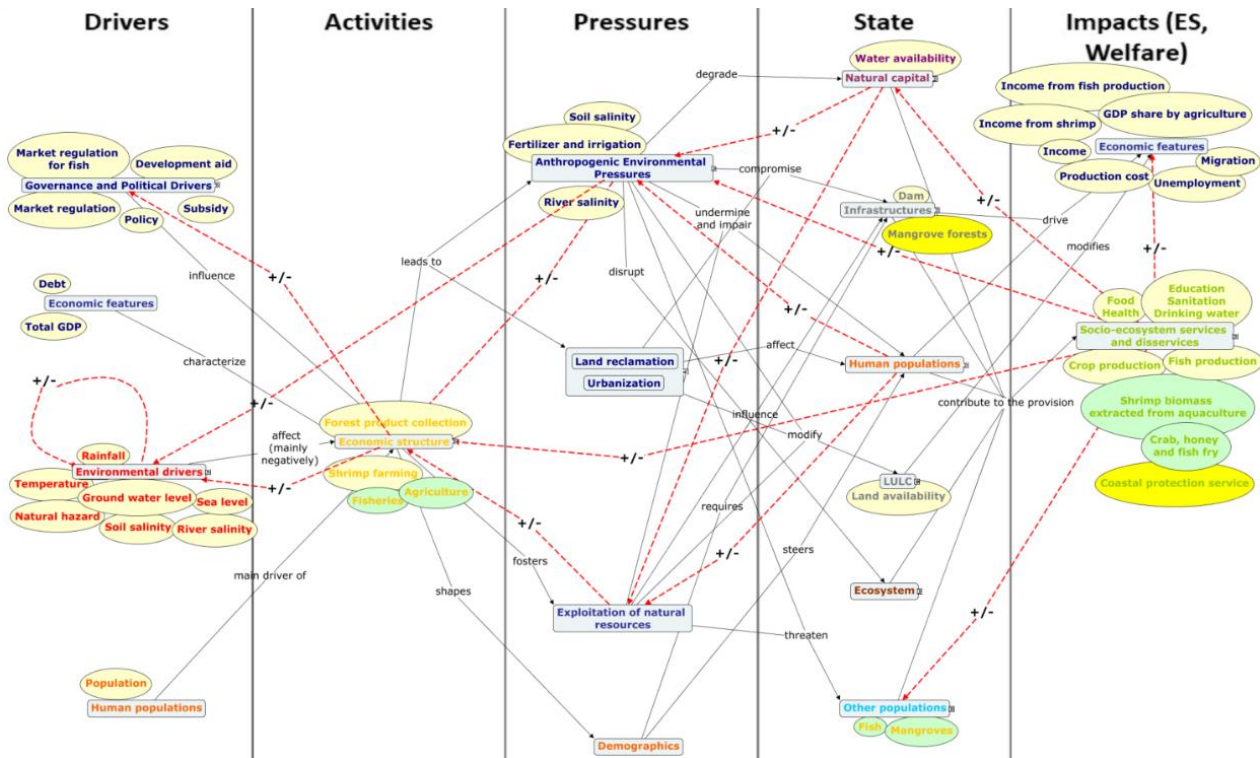 Drivers
Activities
Pressures
State
Impacts (ES,
Welfare)
Market regulation
for fish
Development aid
Governance and Political Drivers
Market regulation
Policy
Subsidy
influence
Debt
Economic features
Total GDP
characterize
+/-
Rainfall
Environmental drivers
Temperature
Ground water level
Sea level
Natural hazard
Soil salinity
River salinity
main driver of
Population
Human populations
+/-
leads to
+/-
affect
(mainly
negatively)
+/-
Forest product collection
Economic structure
Shrimp farming
Fisheries
Agriculture
shapes
fosters
Soil salinity
Fertilizer and irrigation
Anthropogenic Environmental
Pressures
River salinity
+/-
disrupt
Land reclamation
Urbanization
+/-
+/-
Exploitation of natural
resources
Demographics
degrade
+/-
compromise
undermine
and impair
+/-
affect
+/-
influence
modify
requires
steers
+/-
threaten
Water availability
Natural capital
Dam
Infrastructures
Mangrove forests
+/-
+/-
drive
Human populations
contribute to the provision
LULC
Land availability
Ecosystem
+/-
Other populations
Fish
Mangroves
Income from fish production
Income from shrimp
GDP share by agriculture
Income
Economic features
Migration
Production cost
Unemployment
modifies
+/-
Food
Health
Education
Sanitation
Drinking water
Socio-ecosystem services
and disservices
Crop production
Fish production
Shrimp biomass
extracted from aquaculture
Crab, honey
and fish fry
Coastal protection service